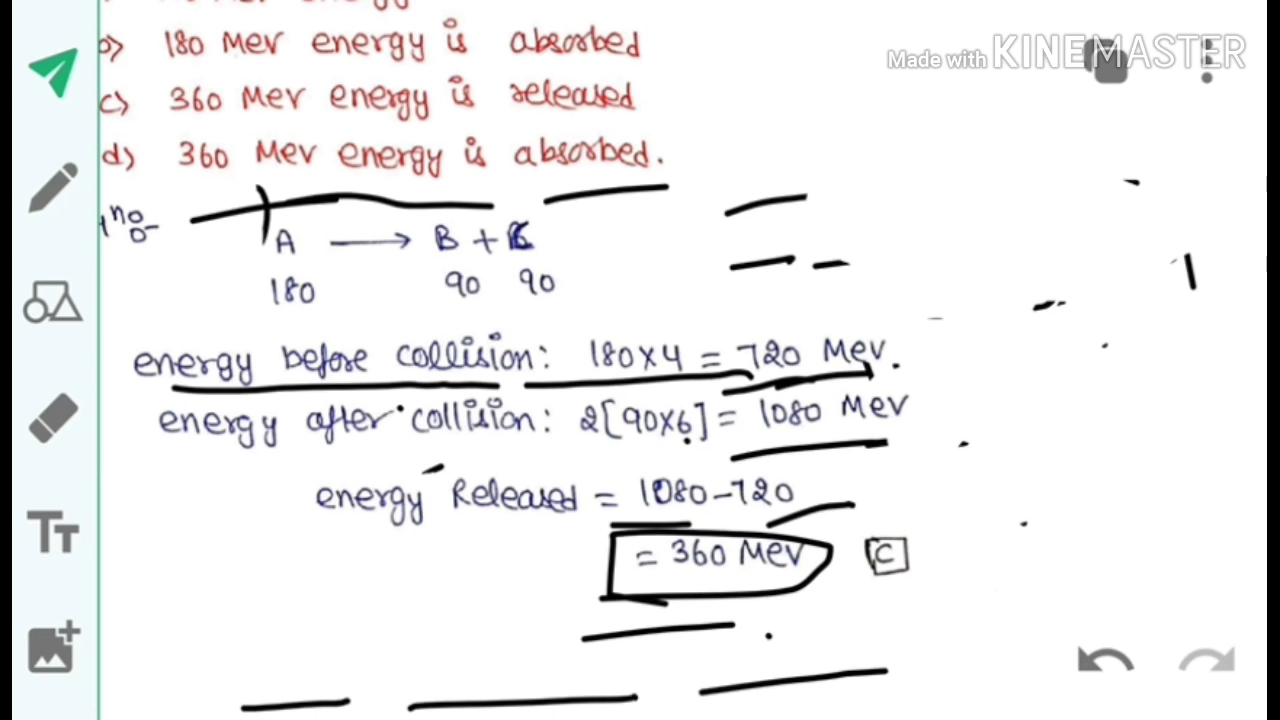 b) 180 Mev energy is absorbed
Made with KINEMASTER
c) 360 Mev energy is released
d) 360 Mev energy is absorbed.
A → B + C
180 90 90
energy before collision: 180×4 = 720 Mev.
energy after collision: 2[90×6] = 1080 Mev
energy Released = 1080-720
= 360 Mev C
TT